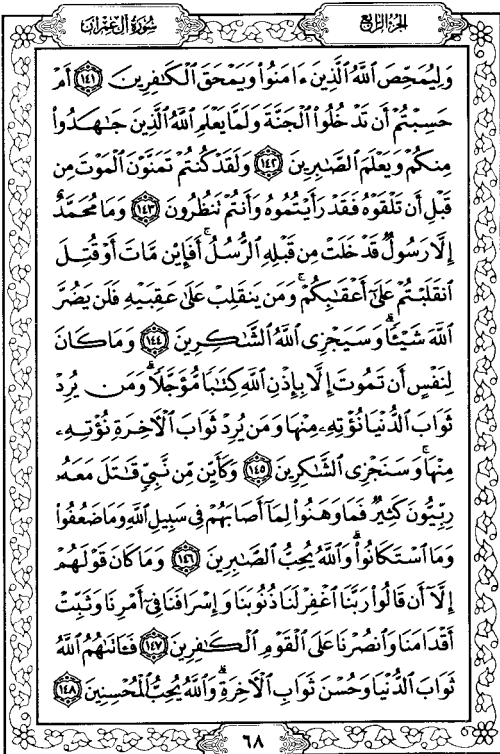 سُورَةُ آلِ عِمْرَانَ
الجُزءُ الرَّابِع
وَلِيُمَحِّصَ ٱللَّهُ ٱلَّذِينَ ءَامَنُوا۟ وَيَمْحَقَ ٱلْكَـٰفِرِينَ ١٤١ أَمْ
حَسِبْتُمْ أَن تَدْخُلُوا۟ ٱلْجَنَّةَ وَلَمَّا يَعْلَمِ ٱللَّهُ ٱلَّذِينَ جَـٰهَدُوا۟
مِنكُمْ وَيَعْلَمَ ٱلصَّـٰبِرِينَ ١٤٢ وَلَقَدْ كُنتُمْ تَمَنَّوْنَ ٱلْمَوْتَ مِن
قَبْلِ أَن تَلْقَوْهُ فَقَدْ رَأَيْتُمُوهُ وَأَنتُمْ تَنظُرُونَ ١٤٣ وَمَا مُحَمَّدٌ
إِلَّا رَسُولٌ قَدْ خَلَتْ مِن قَبْلِهِ ٱلرُّسُلُ ۚ أَفَإِي۟ن مَّاتَ أَوْ قُتِلَ
ٱنقَلَبْتُمْ عَلَىٰٓ أَعْقَـٰبِكُمْ ۚ وَمَن يَنقَلِبْ عَلَىٰ عَقِبَيْهِ فَلَن يَضُرَّ
ٱللَّهَ شَيْـًٔا ۗ وَسَيَجْزِى ٱللَّهُ ٱلشَّـٰكِرِينَ ١٤٤ وَمَا كَانَ
لِنَفْسٍ أَن تَمُوتَ إِلَّا بِإِذْنِ ٱللَّهِ كِتَـٰبًا مُّؤَجَّلًا ۗ وَمَن يُرِدْ
ثَوَابَ ٱلدُّنْيَا نُؤْتِهِۦ مِنْهَا وَمَن يُرِدْ ثَوَابَ ٱلْـَٔاخِرَةِ نُؤْتِهِۦ
مِنْهَا ۚ وَسَنَجْزِى ٱلشَّـٰكِرِينَ ١٤٥ وَكَأَيِّن مِّن نَّبِىٍّ قَـٰتَلَ مَعَهُۥ
رِبِّيُّونَ كَثِيرٌ فَمَا وَهَنُوا۟ لِمَآ أَصَابَهُمْ فِى سَبِيلِ ٱللَّهِ وَمَا ضَعُفُوا۟
وَمَا ٱسْتَكَانُوا۟ ۗ وَٱللَّهُ يُحِبُّ ٱلصَّـٰبِرِينَ ١٤٦ وَمَا كَانَ قَوْلَهُمْ
إِلَّآ أَن قَالُوا۟ رَبَّنَا ٱغْفِرْ لَنَا ذُنُوبَنَا وَإِسْرَافَنَا فِىٓ أَمْرِنَا وَثَبِّتْ
أَقْدَامَنَا وَٱنصُرْنَا عَلَى ٱلْقَوْمِ ٱلْكَـٰفِرِينَ ١٤٧ فَـَٔاتَىٰهُمُ ٱللَّهُ
ثَوَابَ ٱلدُّنْيَا وَحُسْنَ ثَوَابِ ٱلْـَٔاخِرَةِ ۗ وَٱللَّهُ يُحِبُّ ٱلْمُحْسِنِينَ ١٤٨
٦٨